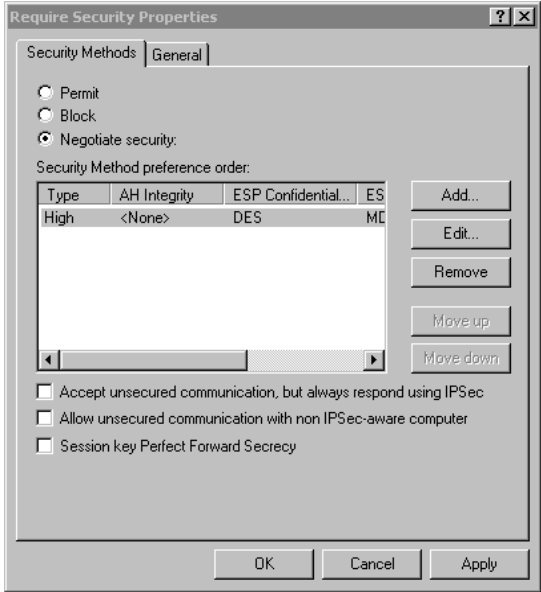 Require Security Properties
Security Methods General
Permit
Block
Negotiate security:
Security Method preference order:
Type AH Integrity ESP Confidential... ES
High <None> DES MD
Add...
Edit...
Remove
Move up
Move down
Accept unsecured communication, but always respond using IPSec
Allow unsecured communication with non IPSec-aware computer
Session key Perfect Forward Secrecy
OK Cancel Apply